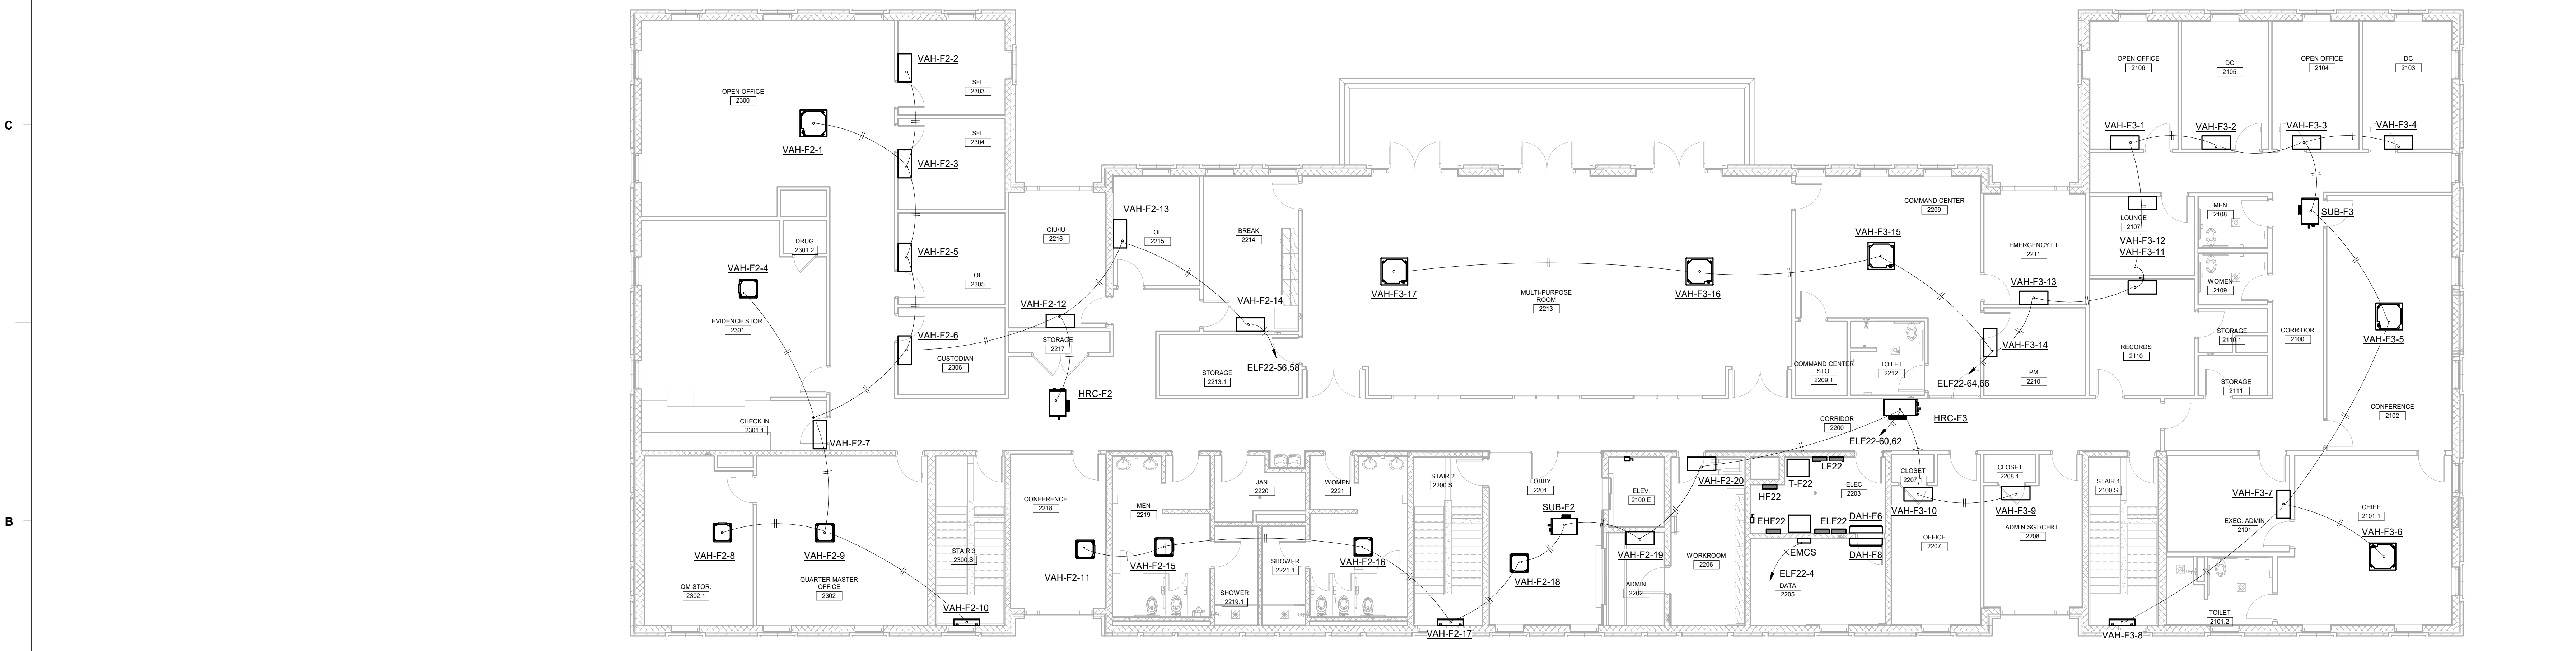 C
B
OPEN OFFICE
2300
VAH-F2-1
VAH-F2-2
SFL
2303
VAH-F2-3
SFL
2304
DRUG
2301.2
VAH-F2-4
EVIDENCE STOR.
2301
VAH-F2-5
OL
2305
VAH-F2-6
CUSTODIAN
2306
CHECK IN
2301.1
VAH-F2-7
VAH-F2-8
QM STOR.
2302.1
VAH-F2-9
QUARTER MASTER
OFFICE
2302
STAIR 3
2300.S
VAH-F2-10
CIU/IU
2216
VAH-F2-12
STORAGE
2217
HRC-F2
VAH-F2-13
OL
2215
BREAK
2214
VAH-F2-14
ELF22-56,58
STORAGE
2213.1
CONFERENCE
2218
VAH-F2-11
MEN
2219
VAH-F2-15
SHOWER
2219.1
JAN
2220
SHOWER
2221.1
WOMEN
2221
VAH-F2-16
STAIR 2
2200.S
VAH-F2-17
LOBBY
2201
SUB-F2
VAH-F2-18
ELEV.
2100.E
VAH-F2-19
ADMIN
2202
VAH-F2-20
WORKROOM
2206
VAH-F3-17
MULTI-PURPOSE
ROOM
2213
VAH-F3-16
COMMAND CENTER
2209
VAH-F3-15
COMMAND CENTER
STO.
2209.1
TOILET
2212
ELF22-64,66
HRC-F3
CORRIDOR
2200
ELF22-60,62
LF22
T-F22
HF22
ELEC
2203
EHF22
ELF22
DAH-F6
EMCS
DAH-F8
ELF22-4
DATA
2205
CLOSET
2207.1
VAH-F3-10
OFFICE
2207
CLOSET
2208.1
VAH-F3-9
ADMIN SGT/CERT.
2208
EMERGENCY LT
2211
VAH-F3-13
VAH-F3-14
PM
2210
OPEN OFFICE
2106
DC
2105
OPEN OFFICE
2104
DC
2103
VAH-F3-1
VAH-F3-2
VAH-F3-3
VAH-F3-4
LOUNGE
2107
VAH-F3-12
VAH-F3-11
MEN
2108
SUB-F3
WOMEN
2109
STORAGE
2110.1
RECORDS
2110
STORAGE
2111
CORRIDOR
2100
VAH-F3-5
CONFERENCE
2102
STAIR 1
2100.S
VAH-F3-7
EXEC. ADMIN
2101
CHIEF
2101.1
VAH-F3-6
TOILET
2101.2
VAH-F3-8